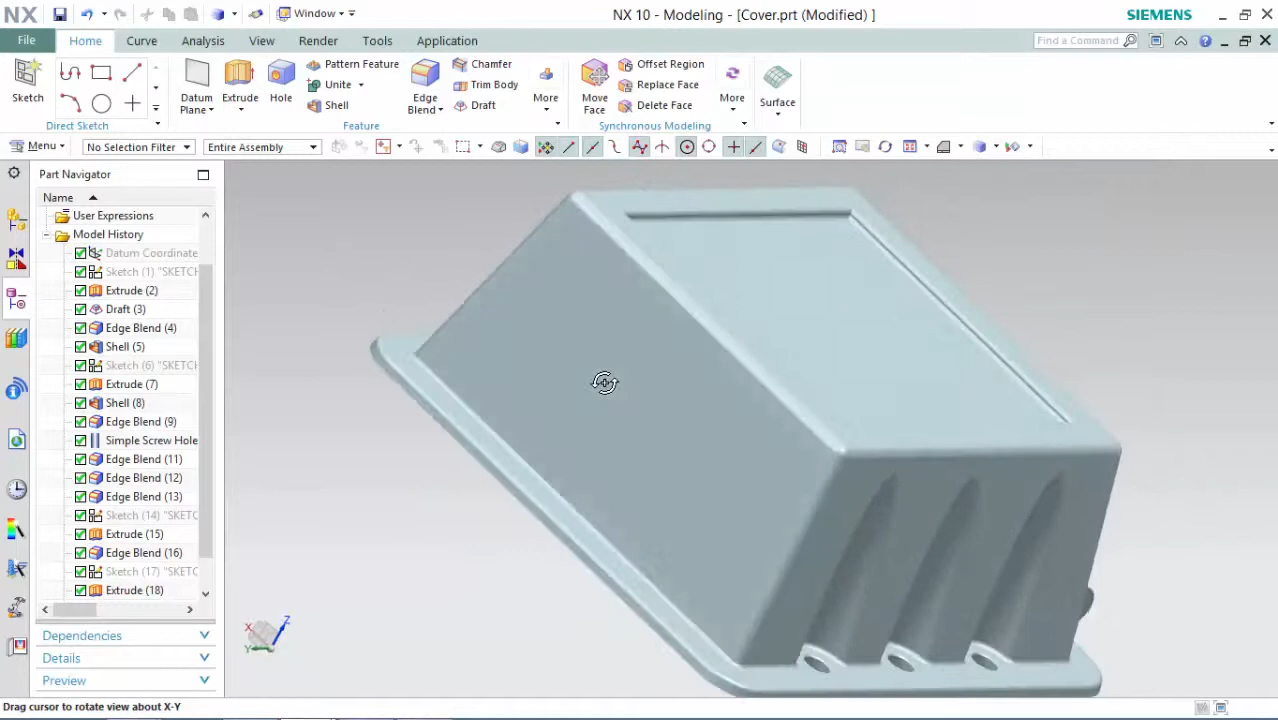 NX
Window
NX 10 - Modeling - [Cover.prt (Modified) ]
SIEMENS
File
Home
Curve
Analysis
View
Render
Tools
Application
Find a Command
Sketch
Direct Sketch
Datum
Plane
Extrude
Hole
Pattern Feature
Unite
Shell
Edge
Blend
Chamfer
Trim Body
Draft
More
Feature
Move
Face
Offset Region
Replace Face
Delete Face
More
Synchronous Modeling
Surface
Menu
No Selection Filter
Entire Assembly
Part Navigator
Name
User Expressions
Model History
Datum Coordinate
Sketch (1) "SKETCH
Extrude (2)
Draft (3)
Edge Blend (4)
Shell (5)
Sketch (6) "SKETCH
Extrude (7)
Shell (8)
Edge Blend (9)
Simple Screw Hole
Edge Blend (11)
Edge Blend (12)
Edge Blend (13)
Sketch (14) "SKETC
Extrude (15)
Edge Blend (16)
Sketch (17) "SKETC
Extrude (18)
Dependencies
Details
Preview
X
Y
Z
Drag cursor to rotate view about X-Y